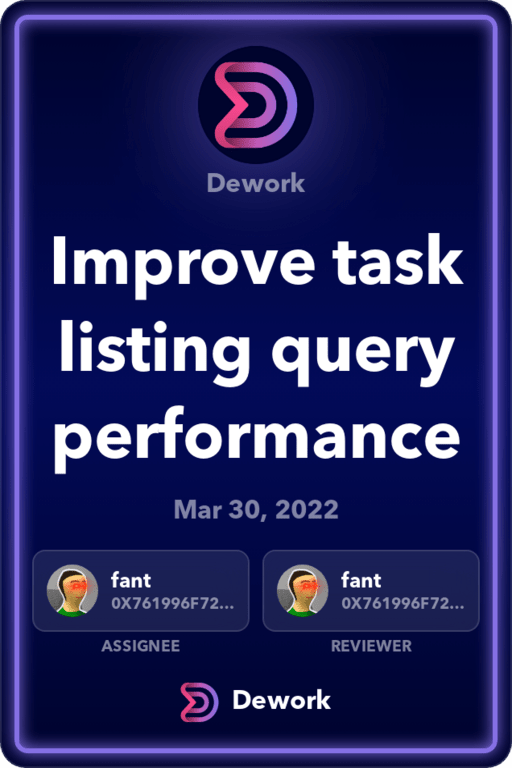 Dework
Improve task
listing query
performance
Mar 30, 2022
fant
0X761996F72...
ASSIGNEE
fant
0X761996F72...
REVIEWER
Dework